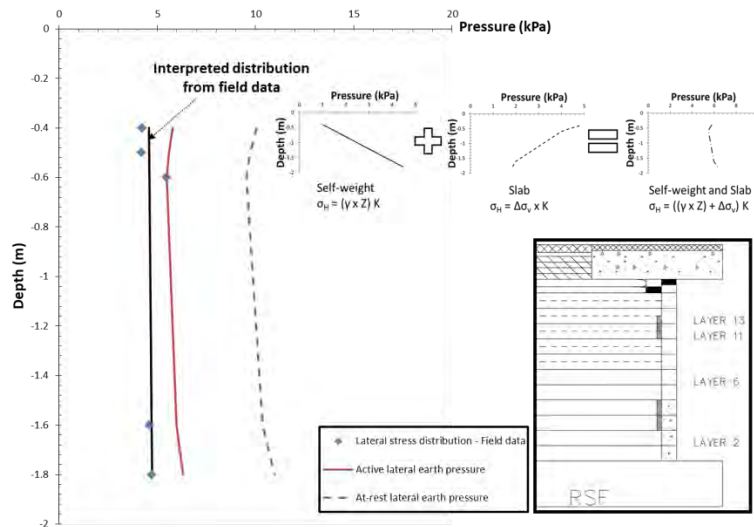 0 5 10 15 20
Pressure (kPa)
0
-0.2
-0.4
-0.6
-0.8
-1
-1.2
-1.4
-1.6
-1.8
-2
Depth (m)
Interpreted distribution
from field data
Pressure (kPa)
Depth (m)
Self-weight
σH = (γ x Z) K
Pressure (kPa)
Depth (m)
Slab
σH = Δσv x K
Pressure (kPa)
Depth (m)
Self-weight and Slab
σH = ((γ x Z) + Δσv) K
LAYER 13
LAYER 11
LAYER 6
LAYER 2
RSF
Lateral stress distribution - Field data
Active lateral earth pressure
At-rest lateral earth pressure